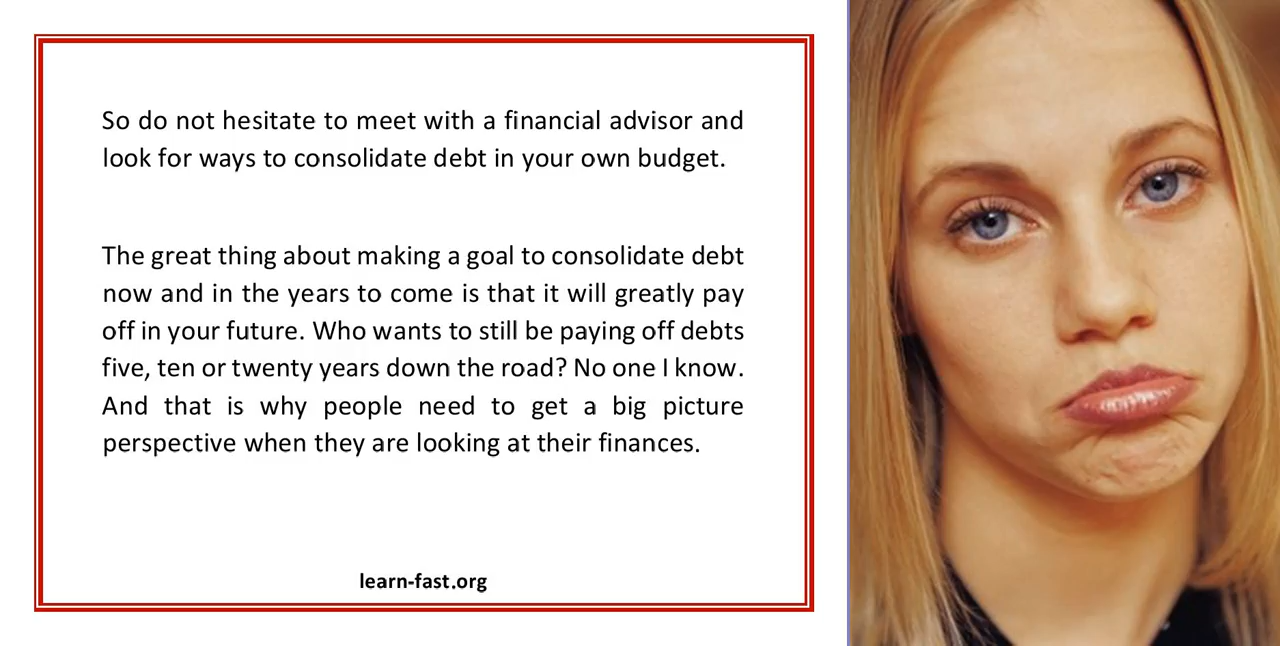 So do not hesitate to meet with a financial advisor and
look for ways to consolidate debt in your own budget.
The great thing about making a goal to consolidate debt
now and in the years to come is that it will greatly pay
off in your future. Who wants to still be paying off debts
five, ten or twenty years down the road? No one I know.
And that is why people need to get a big picture
perspective when they are looking at their finances.
learn-fast.org